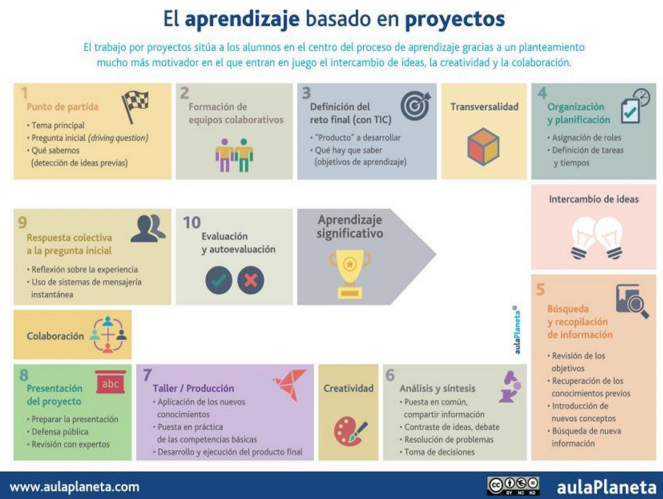 El aprendizaje basado en proyectos
El trabajo por proyectos sitúa a los alumnos en el centro del proceso de aprendizaje gracias a un planteamiento
mucho más motivador en el que entran en juego el intercambio de ideas, la creatividad y la colaboración.
1
Punto de partida
• Tema principal
• Pregunta inicial (driving question)
• Qué sabemos
(detección de ideas previas)
2
Formación de
equipos colaborativos
3
Definición del
reto final (con TIC)
• "Producto" a desarrollar
• Qué hay que saber
(objetivos de aprendizaje)
Transversalidad
4
Organización
y planificación
• Asignación de roles
• Definición de tareas
y tiempos
Intercambio de ideas
5
Búsqueda
y recopilación
de información
• Revisión de los
objetivos
• Recuperación de los
conocimientos previos
• Introducción de
nuevos conceptos
• Búsqueda de nueva
información
6
Análisis y síntesis
• Puesta en común,
compartir información
• Contraste de ideas, debate
• Resolución de problemas
• Toma de decisiones
Creatividad
7
Taller / Producción
• Aplicación de los nuevos
conocimientos
• Puesta en práctica
de las competencias básicas
• Desarrollo y ejecución del producto final
8
abc
Presentación
del proyecto
• Preparar la presentación
• Defensa pública
• Revisión con expertos
Colaboración
9
Respuesta colectiva
a la pregunta inicial
• Reflexión sobre la experiencia
• Uso de sistemas de mensajería
instantánea
10
Evaluación
y autoevaluación
Aprendizaje
significativo
aulaPlaneta
www.aulaplaneta.com
BY NC ND
aulaPlaneta